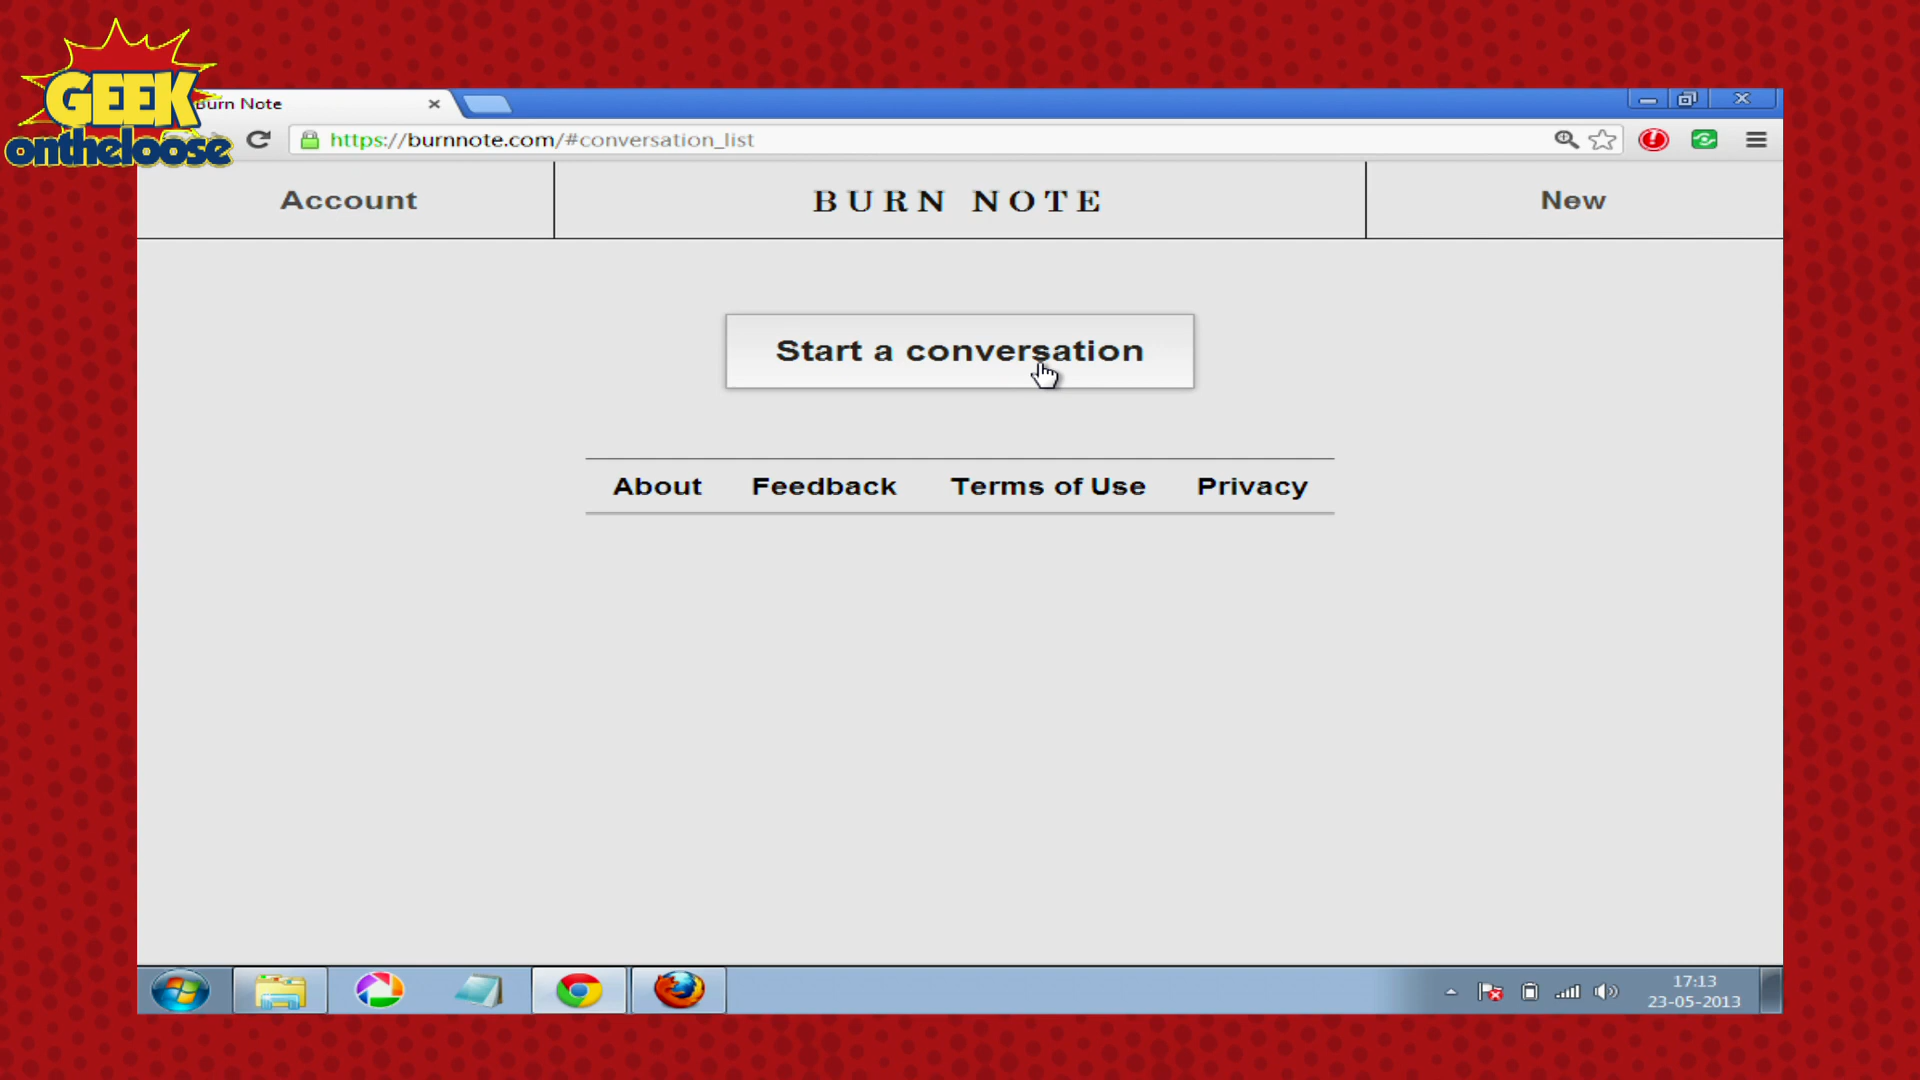 GEEK
ontheloose
Burn Note
https://burnnote.com/#conversation_list
Account
BURN NOTE
New
Start a conversation
About Feedback Terms of Use Privacy
17:13
23-05-2013